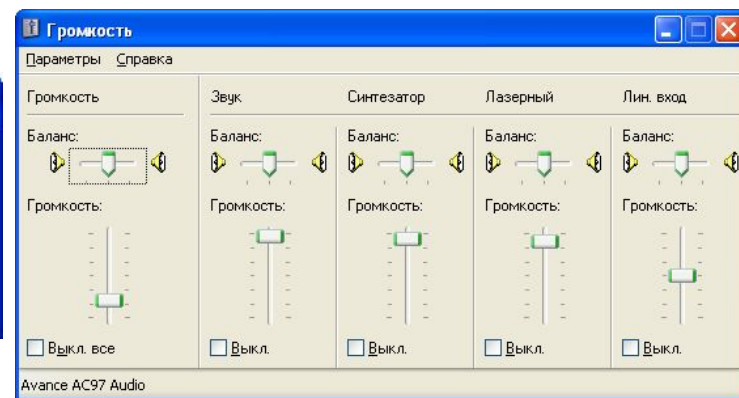 Громкость
Параметры Справка
Громкость Звук Синтезатор Лазерный Лин. вход
Баланс: Баланс: Баланс: Баланс: Баланс:
Громкость: Громкость: Громкость: Громкость: Громкость:
Выкл. все Выкл. Выкл. Выкл. Выкл.
Avance AC97 Audio